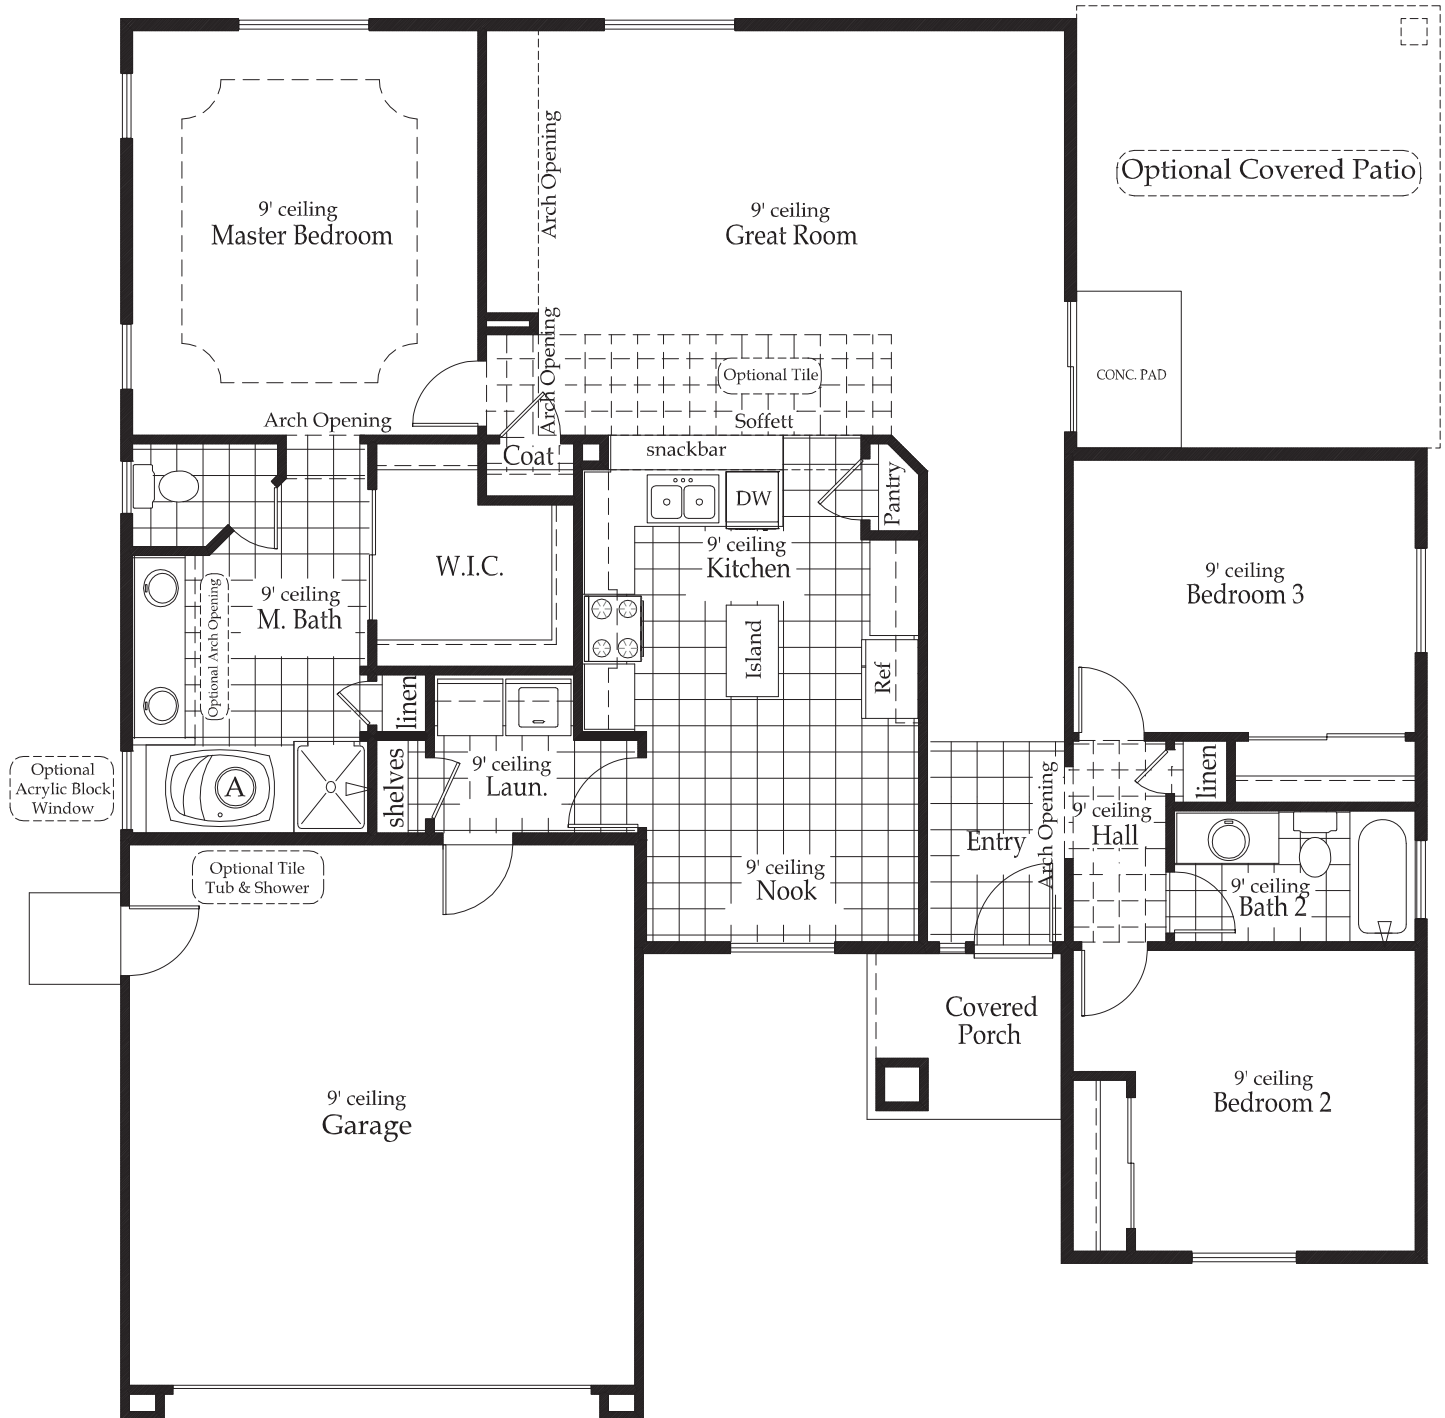 Optional Covered Patio
Arch Opening
9' ceiling
Master Bedroom
9' ceiling
Great Room
Arch Opening
Optional Tile
CONC. PAD
Arch Opening
Soffett
Coat
snackbar
DW
Pantry
9' ceiling
Kitchen
W.I.C.
9' ceiling
M. Bath
Optional Arch Opening
Island
Ref
9' ceiling
Bedroom 3
linen
shelves
9' ceiling
Laun.
Optional
Acrylic Block
Window
A
linen
Arch Opening
9' ceiling
Hall
Entry
Optional Tile
Tub & Shower
9' ceiling
Nook
9' ceiling
Bath 2
Covered
Porch
9' ceiling
Garage
9' ceiling
Bedroom 2